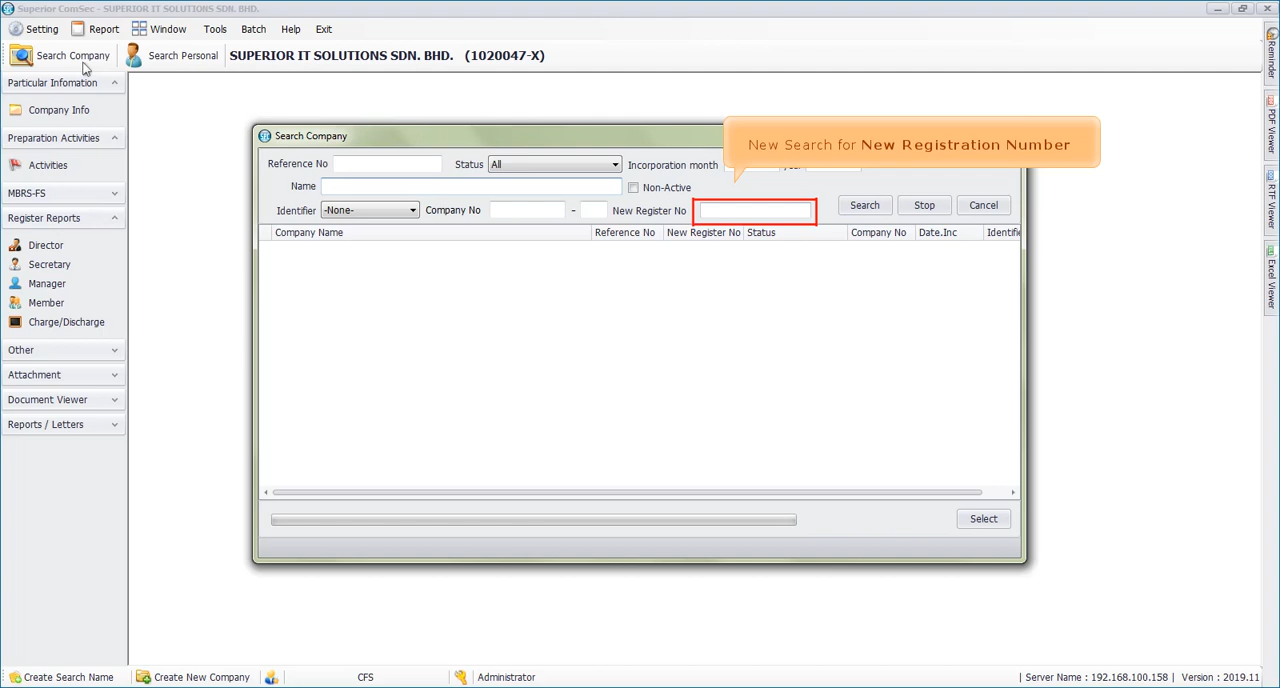 Superior ComSec - SUPERIOR IT SOLUTIONS SDN. BHD.
Setting Report Window Tools Batch Help Exit
Search Company Search Personal SUPERIOR IT SOLUTIONS SDN. BHD. (1020047-X)
Particular Infomation
Company Info
Preparation Activities
Activities
MBRS-FS
Register Reports
Director
Secretary
Manager
Member
Charge/Discharge
Other
Attachment
Document Viewer
Reports / Letters
Search Company
New Search for New Registration Number
Reference No Status All Incorporation month
Name Non-Active
Identifier -None- Company No - New Register No Search Stop Cancel
Company Name Reference No New Register No Status Company No Date.Inc Identifie
Select
Reminder
PDF Viewer
RTF Viewer
Excel Viewer
Create Search Name Create New Company CFS Administrator | Server Name : 192.168.100.158 | Version : 2019.11